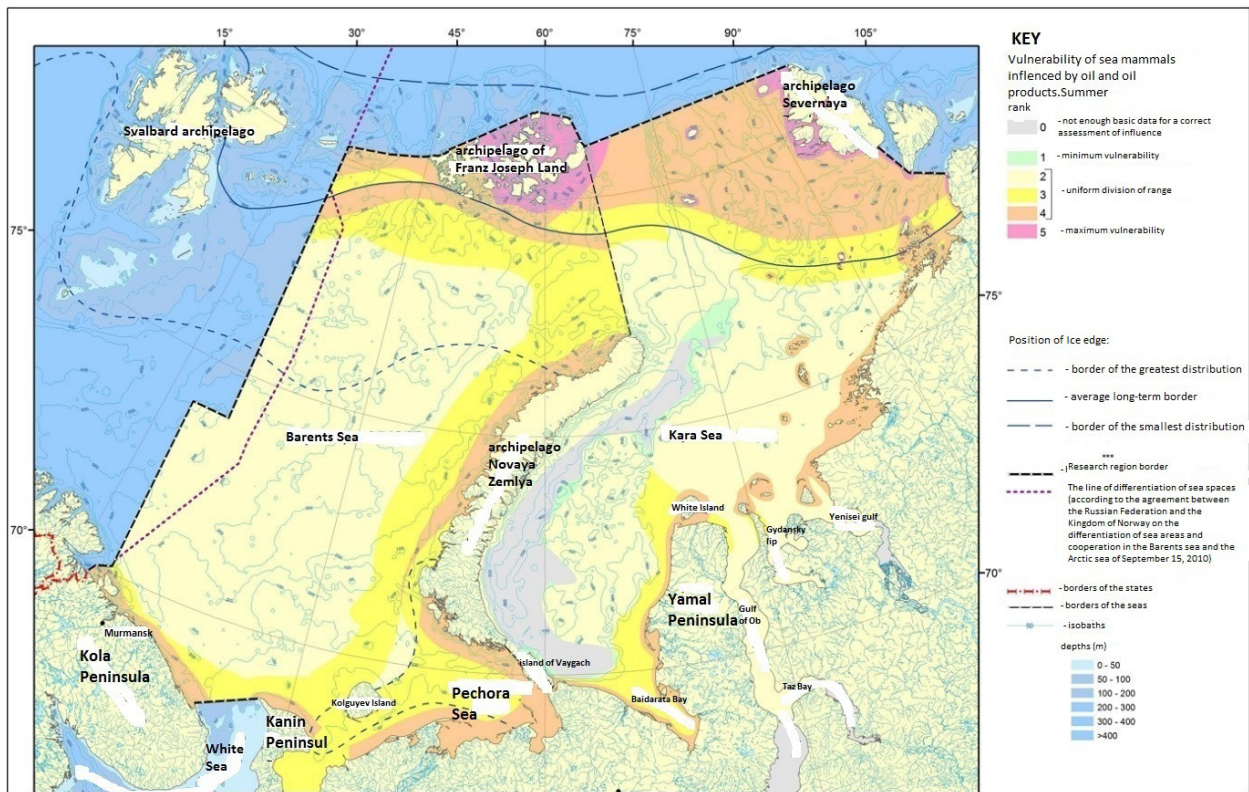 15°
30°
45°
60°
75°
90°
105°
KEY
Vulnerability of sea mammals
inflenced by oil and oil
products.Summer
rank
0 - not enough basic data for a correct
assessment of influence
1 - minimum vulnerability
2
3 - uniform division of range
4
5 - maximum vulnerability
Position of Ice edge:
- border of the greatest distribution
- average long-term border
- border of the smallest distribution
***
- Research region border
The line of differentiation of sea spaces
(according to the agreement between
the Russian Federation and the
Kingdom of Norway on the
differentiation of sea areas and
cooperation in the Barents sea and the
Arctic sea of September 15, 2010)
- borders of the states
- borders of the seas
50 - isobaths
depths (m)
0 - 50
50 - 100
100 - 200
200 - 300
300 - 400
>400
archipelago
Severnaya
Svalbard archipelago
archipelago of
Franz Joseph Land
75°
75°
Barents Sea
archipelago
Novaya
Zemlya
Kara Sea
70°
70°
White Island
Gydansky
lip
Yenisei gulf
Yamal
Peninsula
Gulf
of Ob
Murmansk
Kola
Peninsula
island of Vaygach
Kolguyev Island
Pechora
Sea
Baidarata Bay
Taz Bay
Kanin
Peninsul
White
Sea